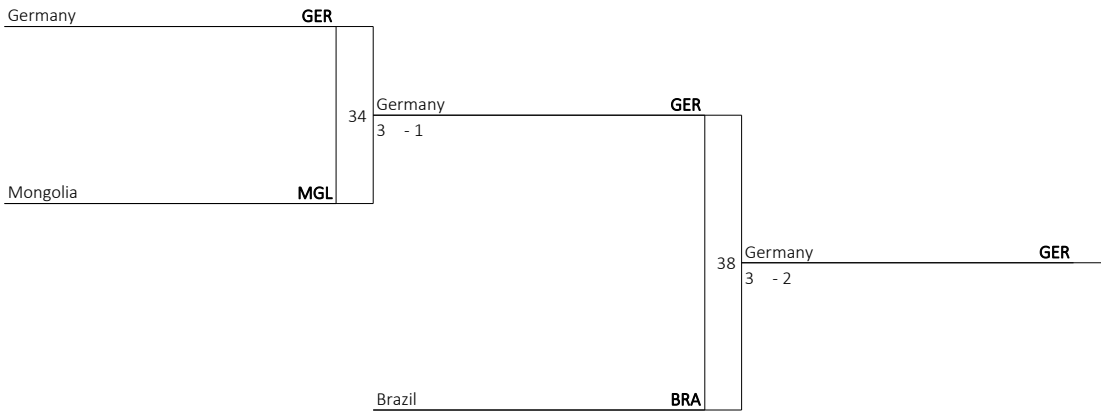 Germany GER
34
Germany GER
3 - 1
Mongolia MGL
38
Germany GER
3 - 2
Brazil BRA